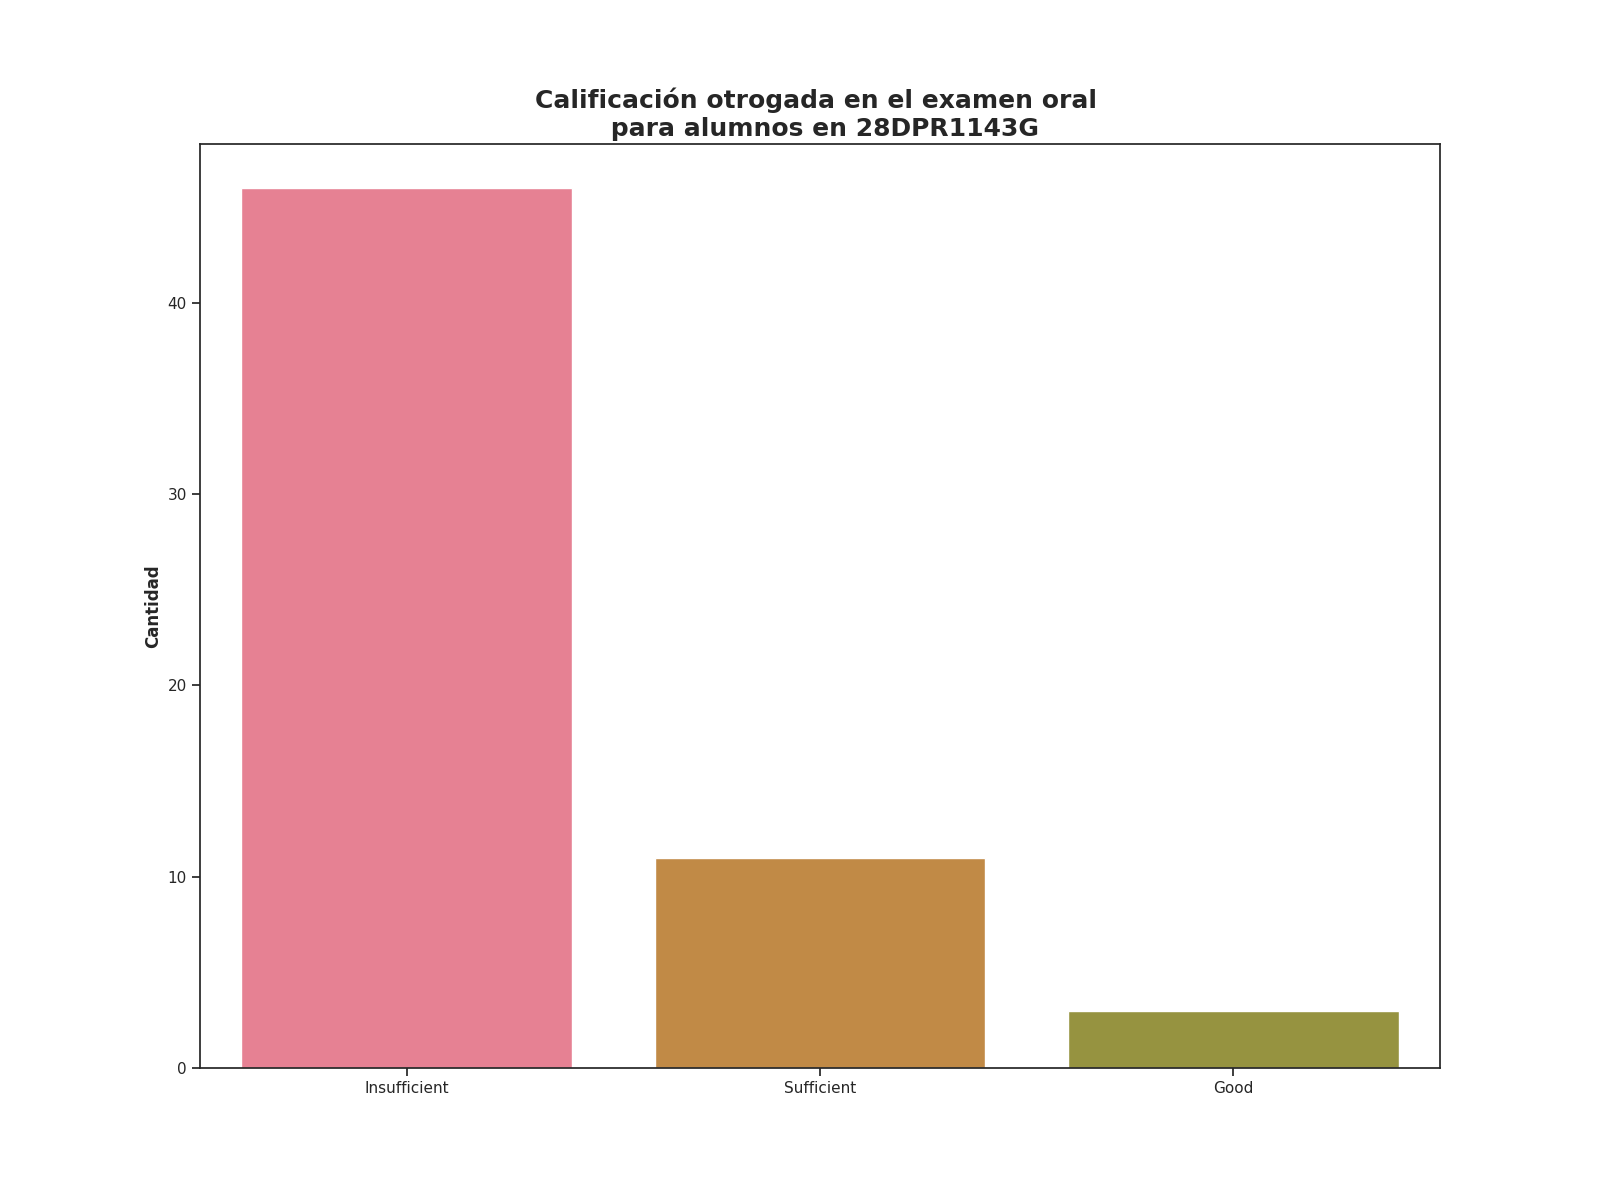 Calificación otrogada en el examen oral
para alumnos en 28DPR1143G
Cantidad
40
30
20
10
0
Insufficient
Sufficient
Good